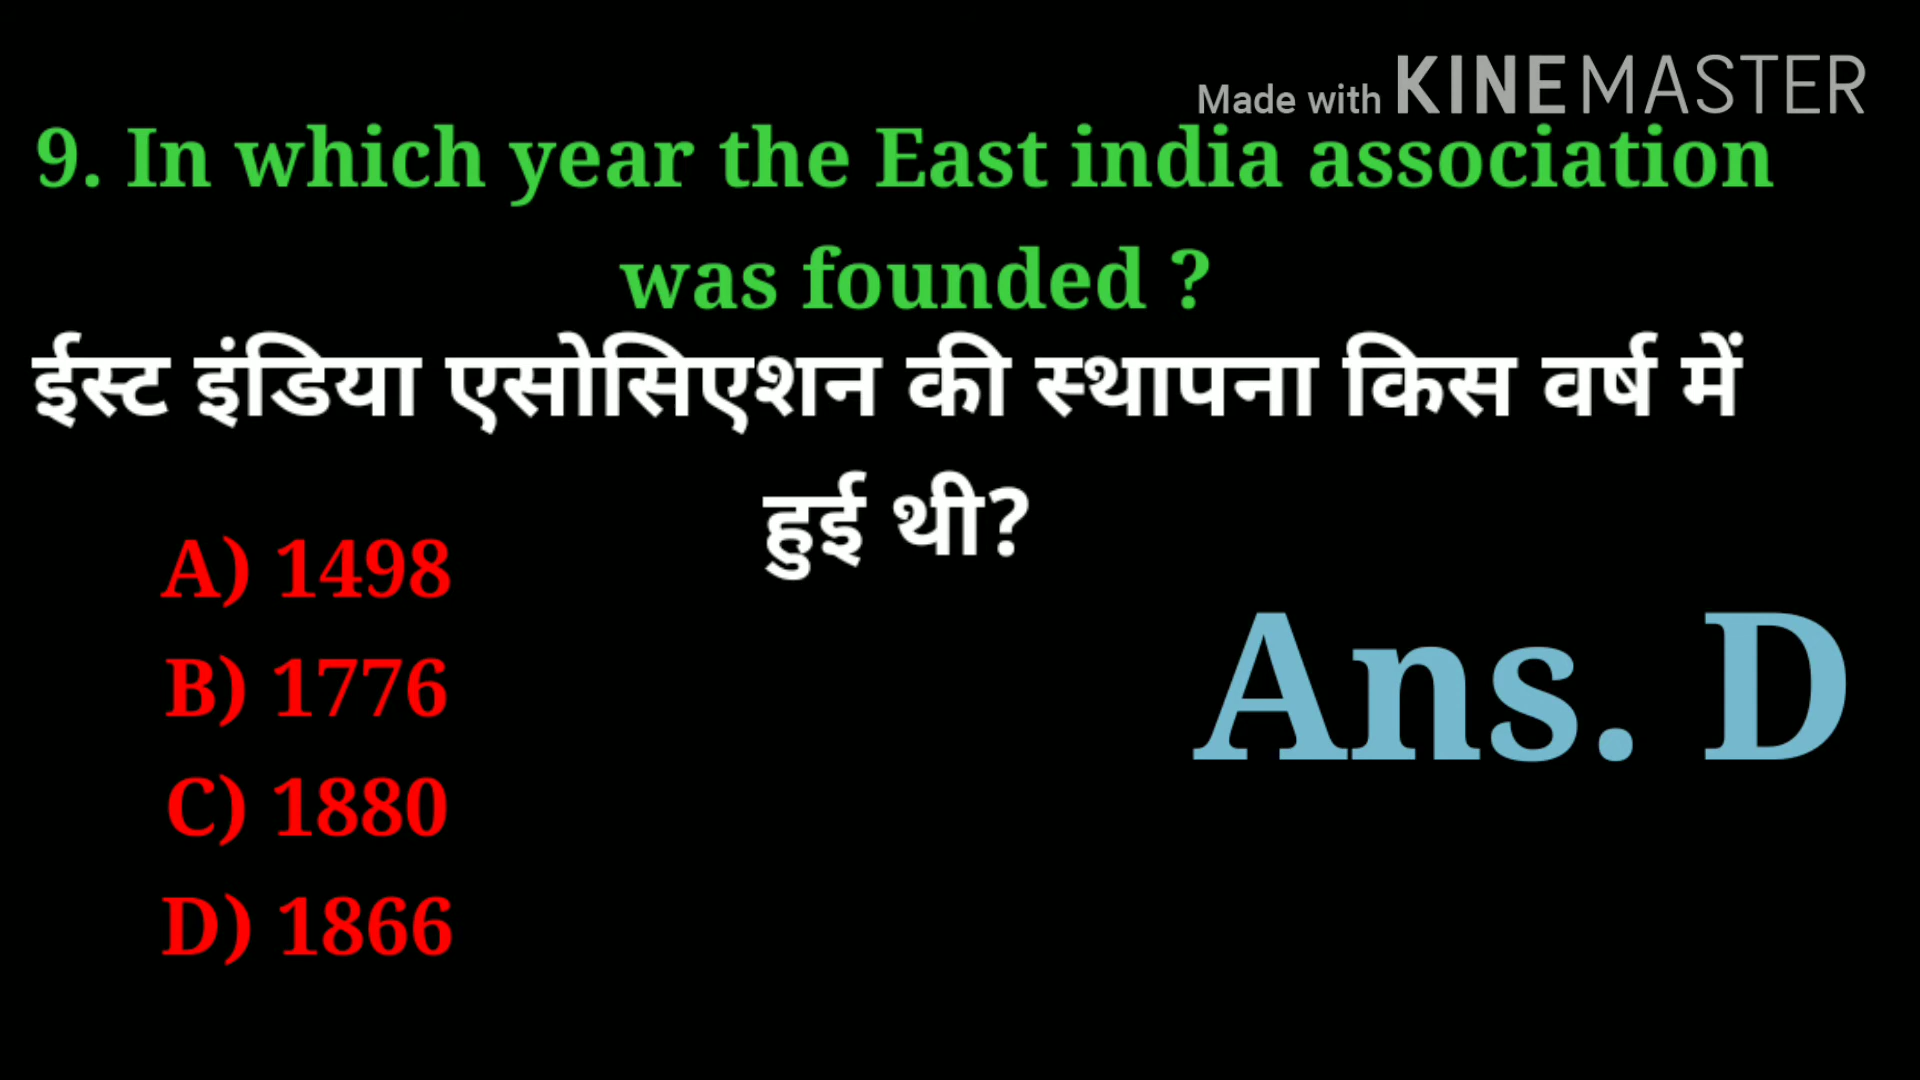 Made with KINEMASTER
9. In which year the East india association
was founded ?
ईस्ट इंडिया एसोसिएशन की स्थापना किस वर्ष में
हुई थी?
A) 1498
B) 1776
C) 1880
D) 1866
Ans. D